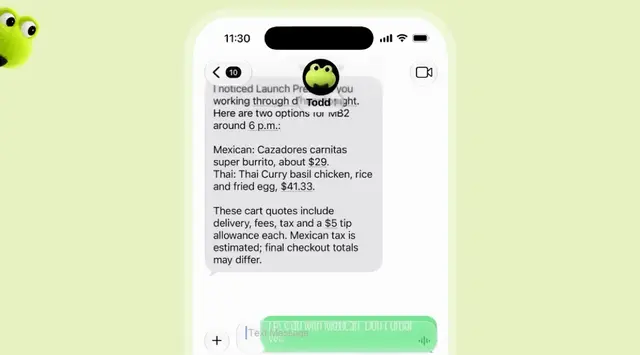 11:30
10
Todd
I noticed Launch you
working through
Here are two options for MB2
around 6 p.m.:
Mexican: Cazadores carnitas
super burrito, about $29.
Thai: Thai Curry basil chicken, rice
and fried egg, $41.33.
These cart quotes include
delivery, fees, tax and a $5 tip
allowance each. Mexican tax is
estimated; final checkout totals
may differ.
Text Message